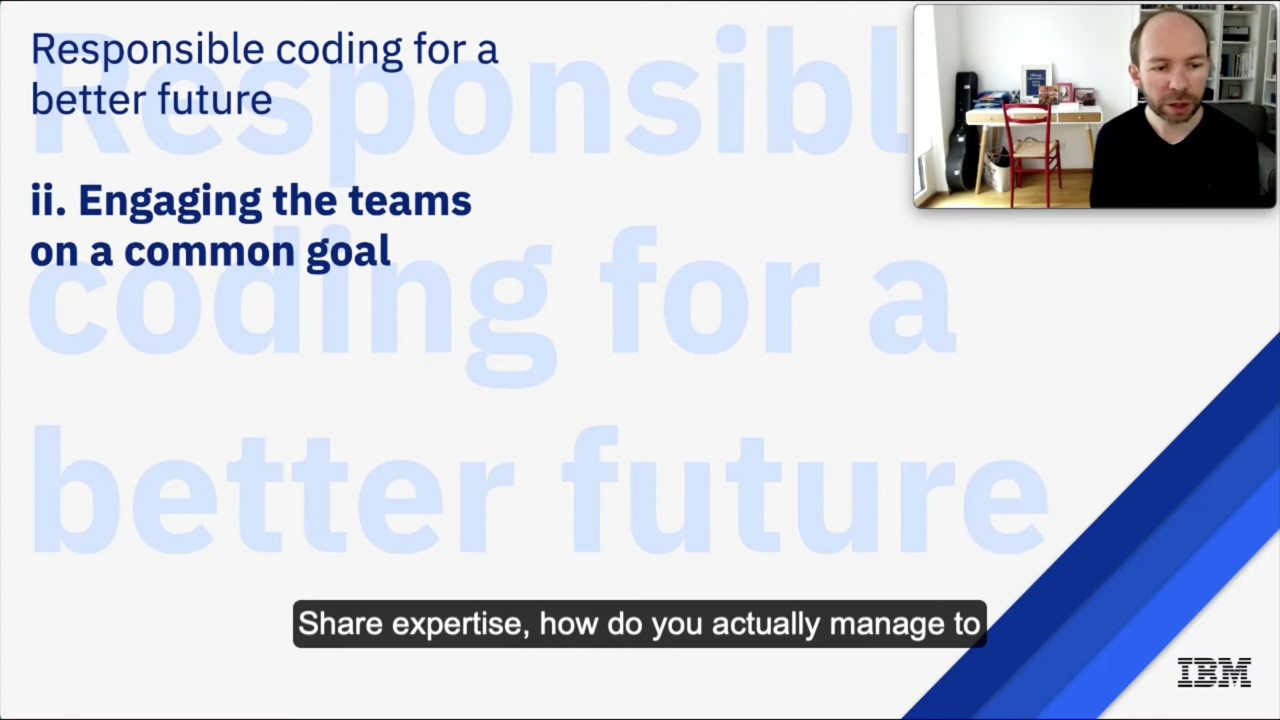 Responsible coding for a
better future
ii. Engaging the teams
on a common goal
Responsibl
coding for a
better future
Share expertise, how do you actually manage to
IBM